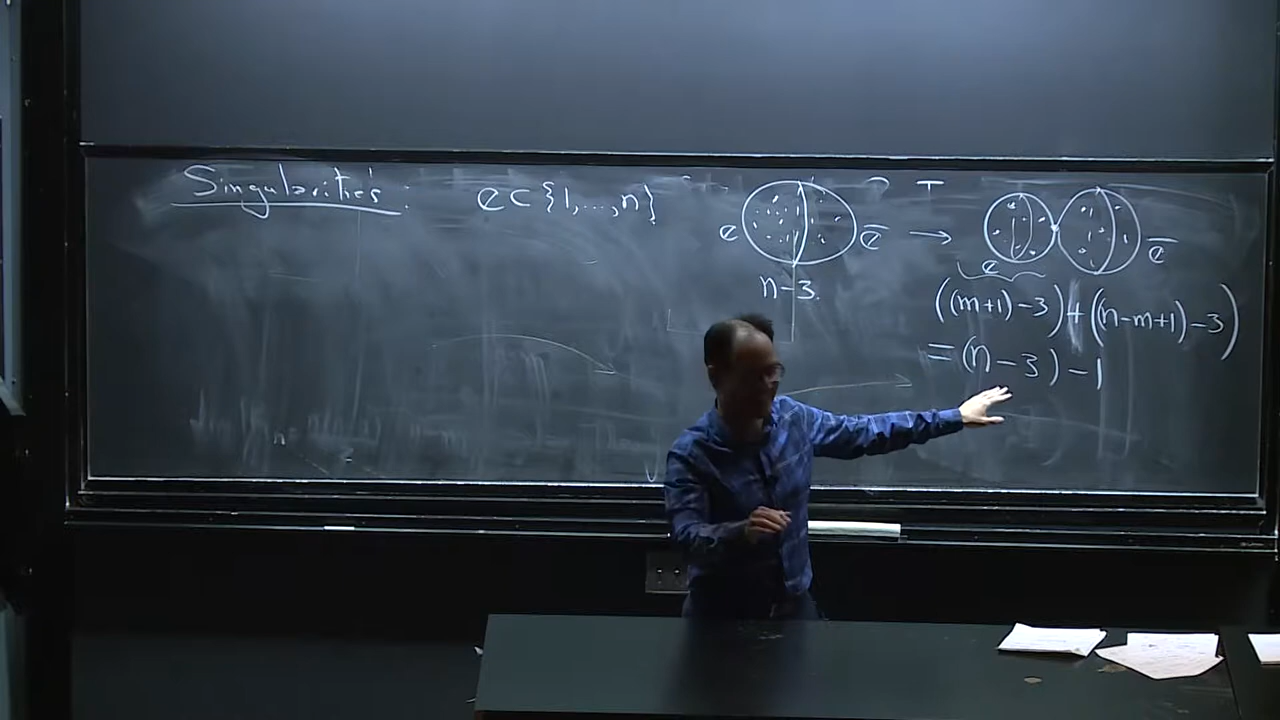 Singularities: e ⊂ {1,...,n}
e ē → e ē
n-3.
((m+1)-3)+((n-m+1)-3)
=(n-3)-1